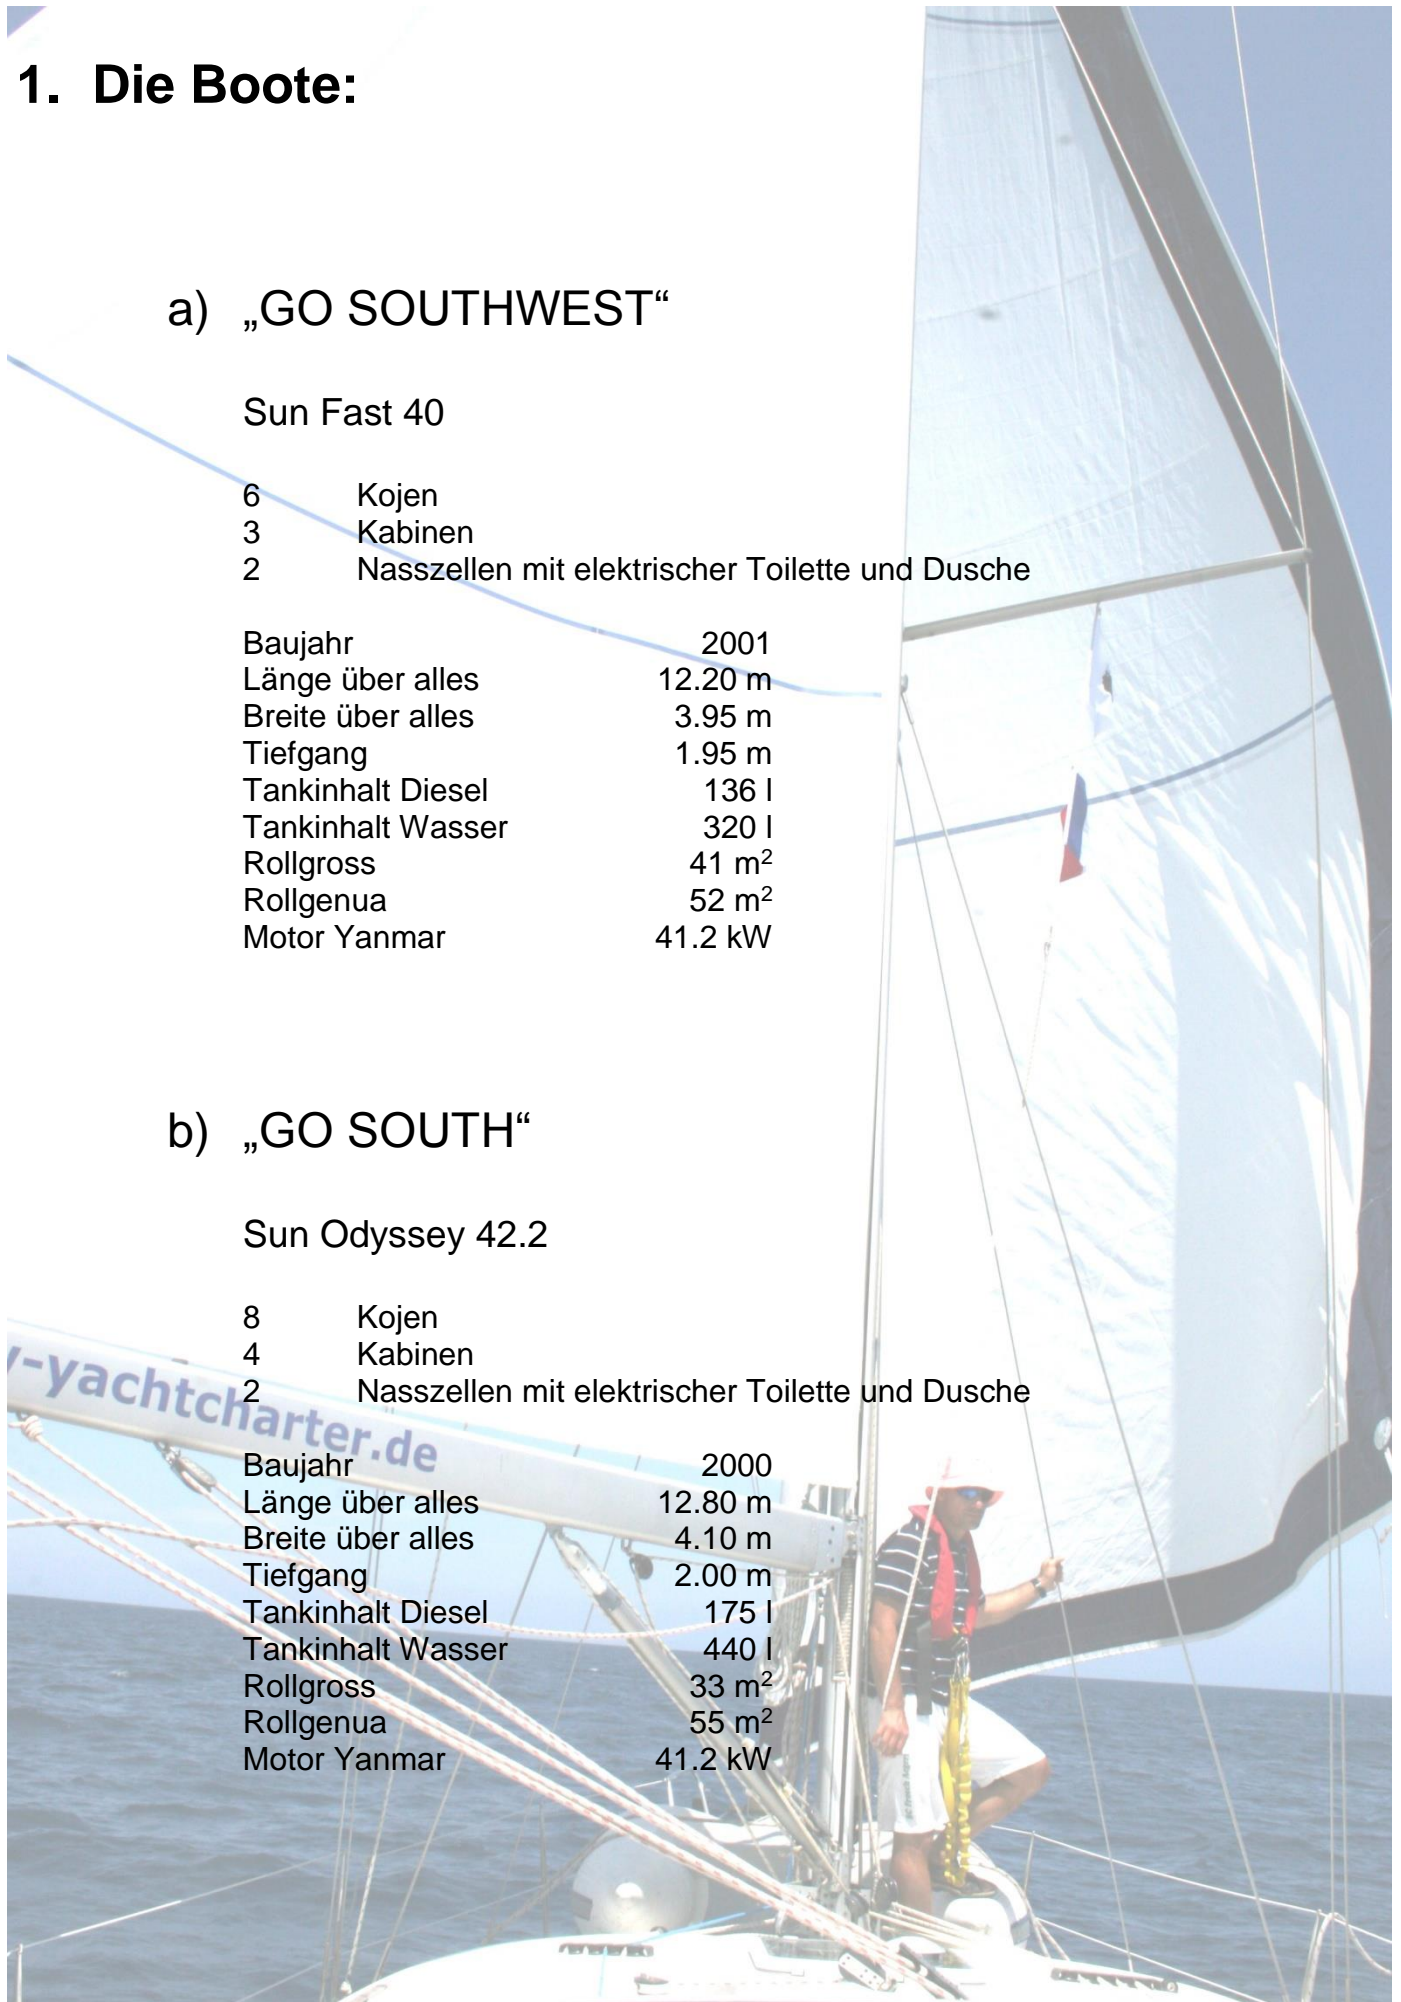 1. Die Boote:
a) „GO SOUTHWEST“
Sun Fast 40
6 Kojen
3 Kabinen
2 Nasszellen mit elektrischer Toilette und Dusche
Baujahr 2001
Länge über alles 12.20 m
Breite über alles 3.95 m
Tiefgang 1.95 m
Tankinhalt Diesel 136 l
Tankinhalt Wasser 320 l
Rollgross 41 m²
Rollgenua 52 m²
Motor Yanmar 41.2 kW
b) „GO SOUTH“
Sun Odyssey 42.2
8 Kojen
4 Kabinen
2 Nasszellen mit elektrischer Toilette und Dusche
-yachtcharter.de
Baujahr 2000
Länge über alles 12.80 m
Breite über alles 4.10 m
Tiefgang 2.00 m
Tankinhalt Diesel 175 l
Tankinhalt Wasser 440 l
Rollgross 33 m²
Rollgenua 55 m²
Motor Yanmar 41.2 kW